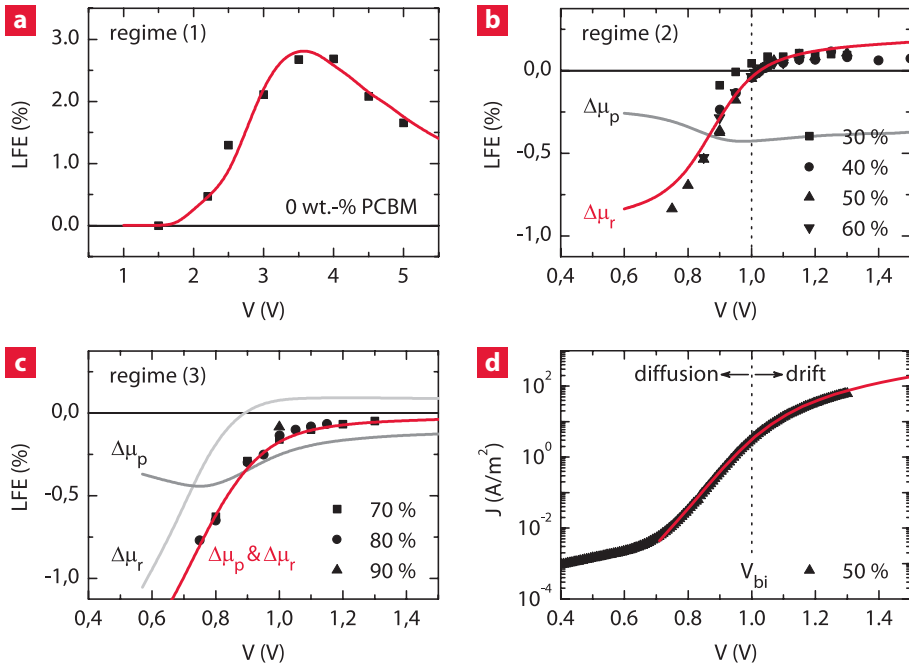 a
regime (1)
LFE (%)
3.0
2.0
1.0
0.0
0 wt.-% PCBM
1 2 3 4 5
V (V)
b
regime (2)
LFE (%)
0,0
-0,5
-1,0
Δμp
Δμr
30 %
40 %
50 %
60 %
0,4 0,6 0,8 1,0 1,2 1,4
V (V)
c
regime (3)
LFE (%)
0,0
-0,5
-1,0
Δμp
Δμr
Δμp & Δμr
70 %
80 %
90 %
0,4 0,6 0,8 1,0 1,2 1,4
V (V)
d
diffusion
drift
J (A/m²)
10²
10⁰
10⁻²
10⁻⁴
Vbi
50 %
0,4 0,6 0,8 1,0 1,2 1,4
V (V)